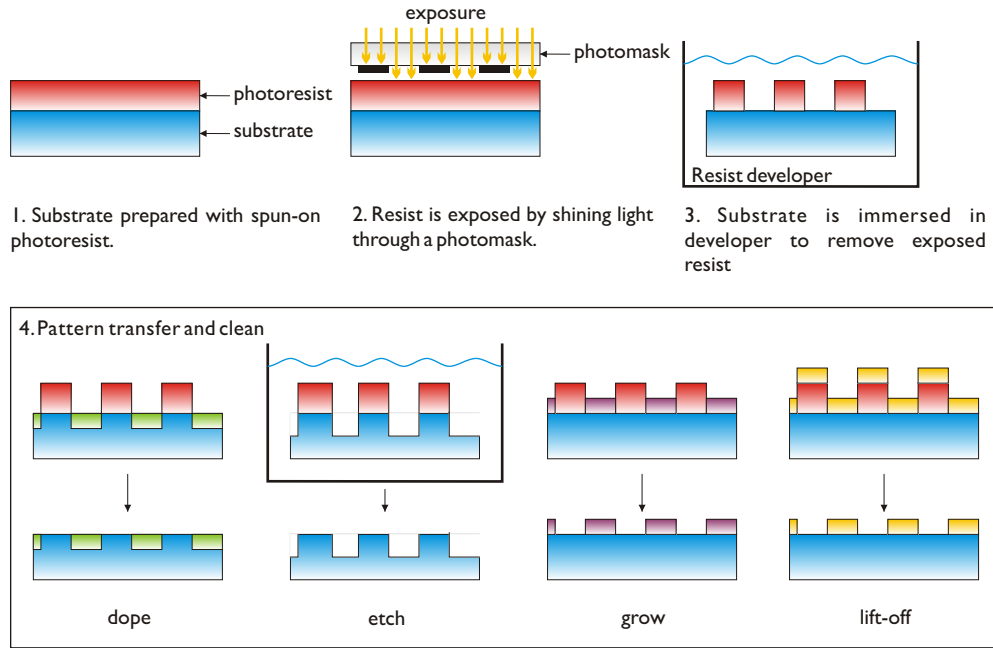 exposure
photomask
photoresist
substrate
Resist developer
1. Substrate prepared with spun-on
photoresist.
2. Resist is exposed by shining light
through a photomask.
3. Substrate is immersed in
developer to remove exposed
resist
4. Pattern transfer and clean
dope
etch
grow
lift-off